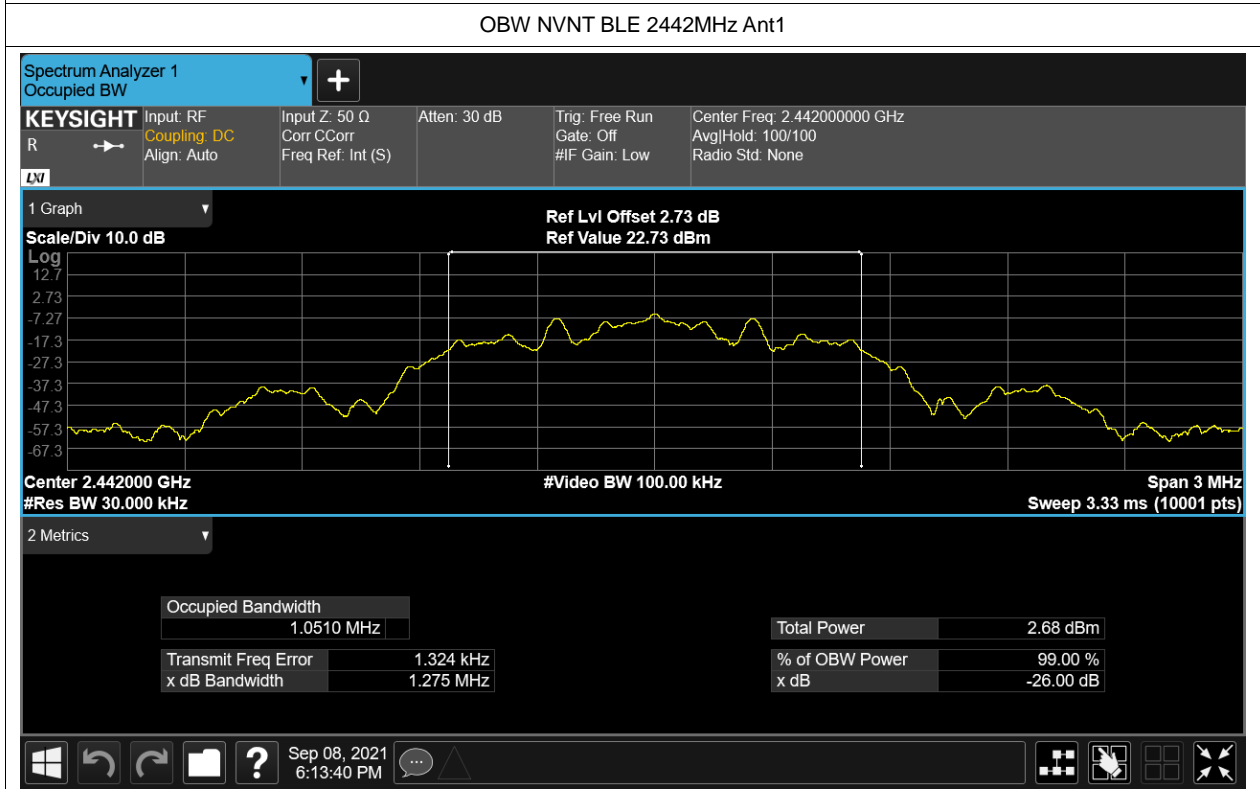 OBW NVNT BLE 2442MHz Ant1
Spectrum Analyzer 1
Occupied BW
KEYSIGHT
R
LXI
Input: RF
Coupling: DC
Align: Auto
Input Z: 50 Ω
Corr CCorr
Freq Ref: Int (S)
Atten: 30 dB
Trig: Free Run
Gate: Off
#IF Gain: Low
Center Freq: 2.442000000 GHz
Avg|Hold: 100/100
Radio Std: None
1 Graph
Ref Lvl Offset 2.73 dB
Scale/Div 10.0 dB
Ref Value 22.73 dBm
Log
12.7
2.73
-7.27
-17.3
-27.3
-37.3
-47.3
-57.3
-67.3
Center 2.442000 GHz
#Video BW 100.00 kHz
Span 3 MHz
#Res BW 30.000 kHz
Sweep 3.33 ms (10001 pts)
2 Metrics
Occupied Bandwidth
1.0510 MHz
Total Power 2.68 dBm
Transmit Freq Error 1.324 kHz
% of OBW Power 99.00 %
x dB Bandwidth 1.275 MHz
x dB -26.00 dB
?
Sep 08, 2021
6:13:40 PM